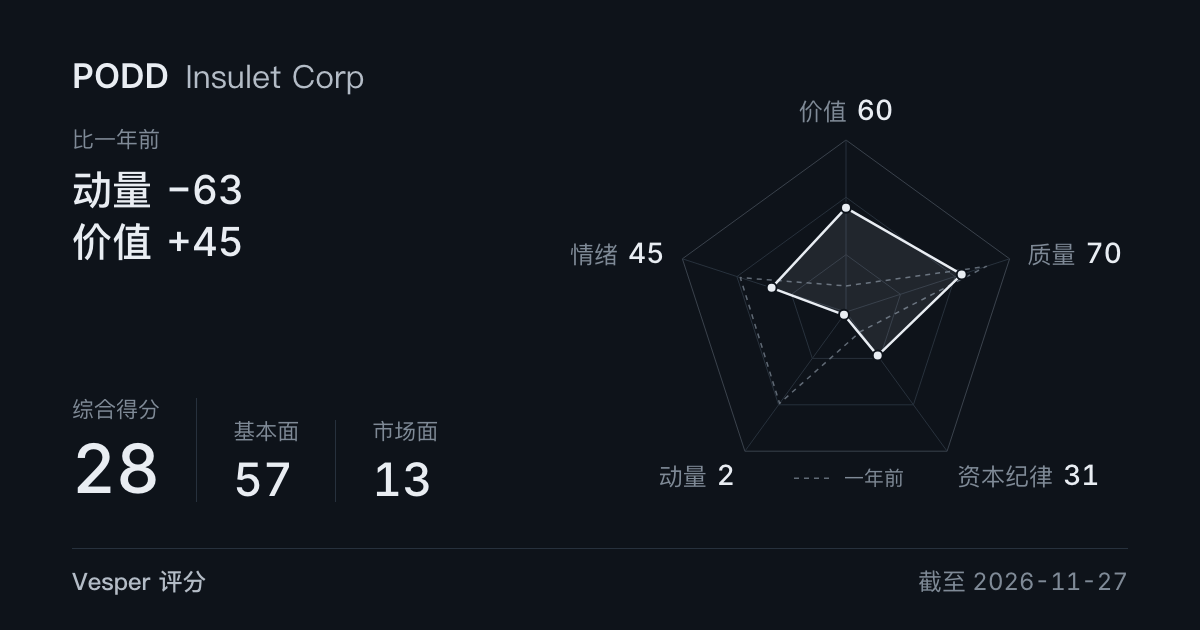 PODD Insulet Corp
比一年前
动量 −63
价值 +45
综合得分
28
基本面
57
市场面
13
价值 60
质量 70
情绪 45
动量 2
一年前
资本纪律 31
Vesper 评分
截至 2026-11-27